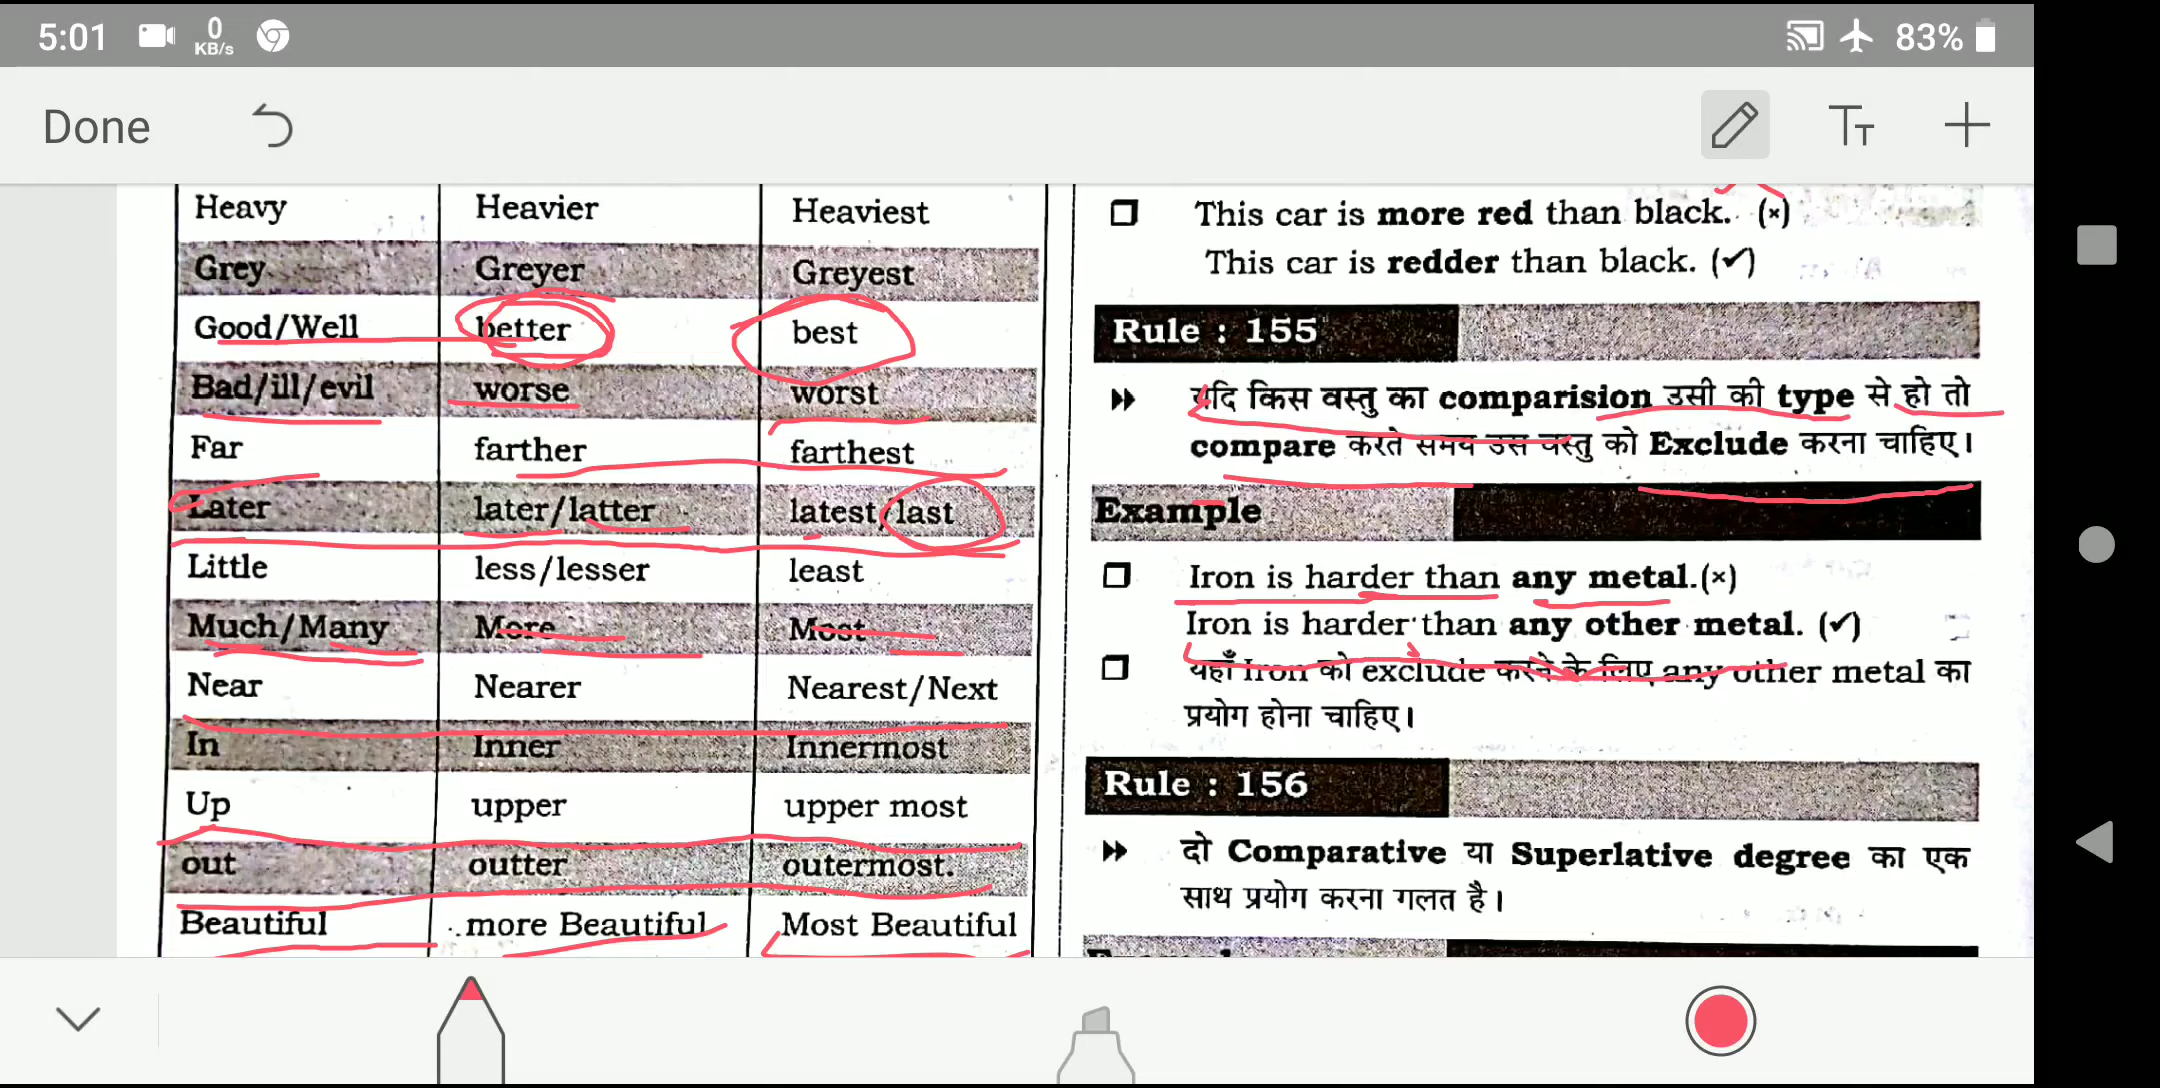 5:01 0 KB/s 83%
Done TT
Heavy Heavier Heaviest
Grey Greyer Greyest
Good/Well better best
Bad/ill/evil worse worst
Far farther farthest
Later later/latter latest/last
Little less/lesser least
Much/Many More Most
Near Nearer Nearest/Next
In Inner Innermost
Up upper upper most
out outter outermost.
Beautiful more Beautiful Most Beautiful
This car is more red than black. (×)
This car is redder than black. (✓)
Rule : 155
यदि किस वस्तु का comparision उसी की type से हो तो
compare करते समय उस वस्तु को Exclude करना चाहिए।
Example
Iron is harder than any metal.(×)
Iron is harder than any other metal. (✓)
यहाँ Iron को exclude करने के लिए any other metal का
प्रयोग होना चाहिए।
Rule : 156
दो Comparative या Superlative degree का एक
साथ प्रयोग करना गलत है।